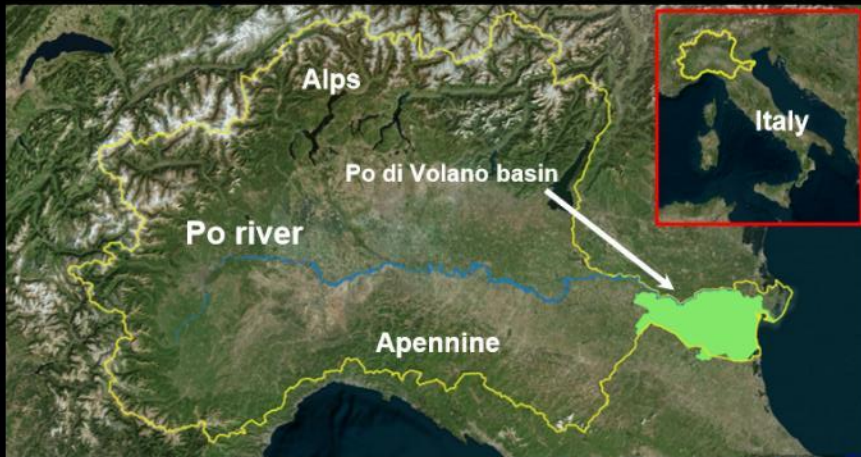 Alps
Italy
Po di Volano basin
Po river
Apennine